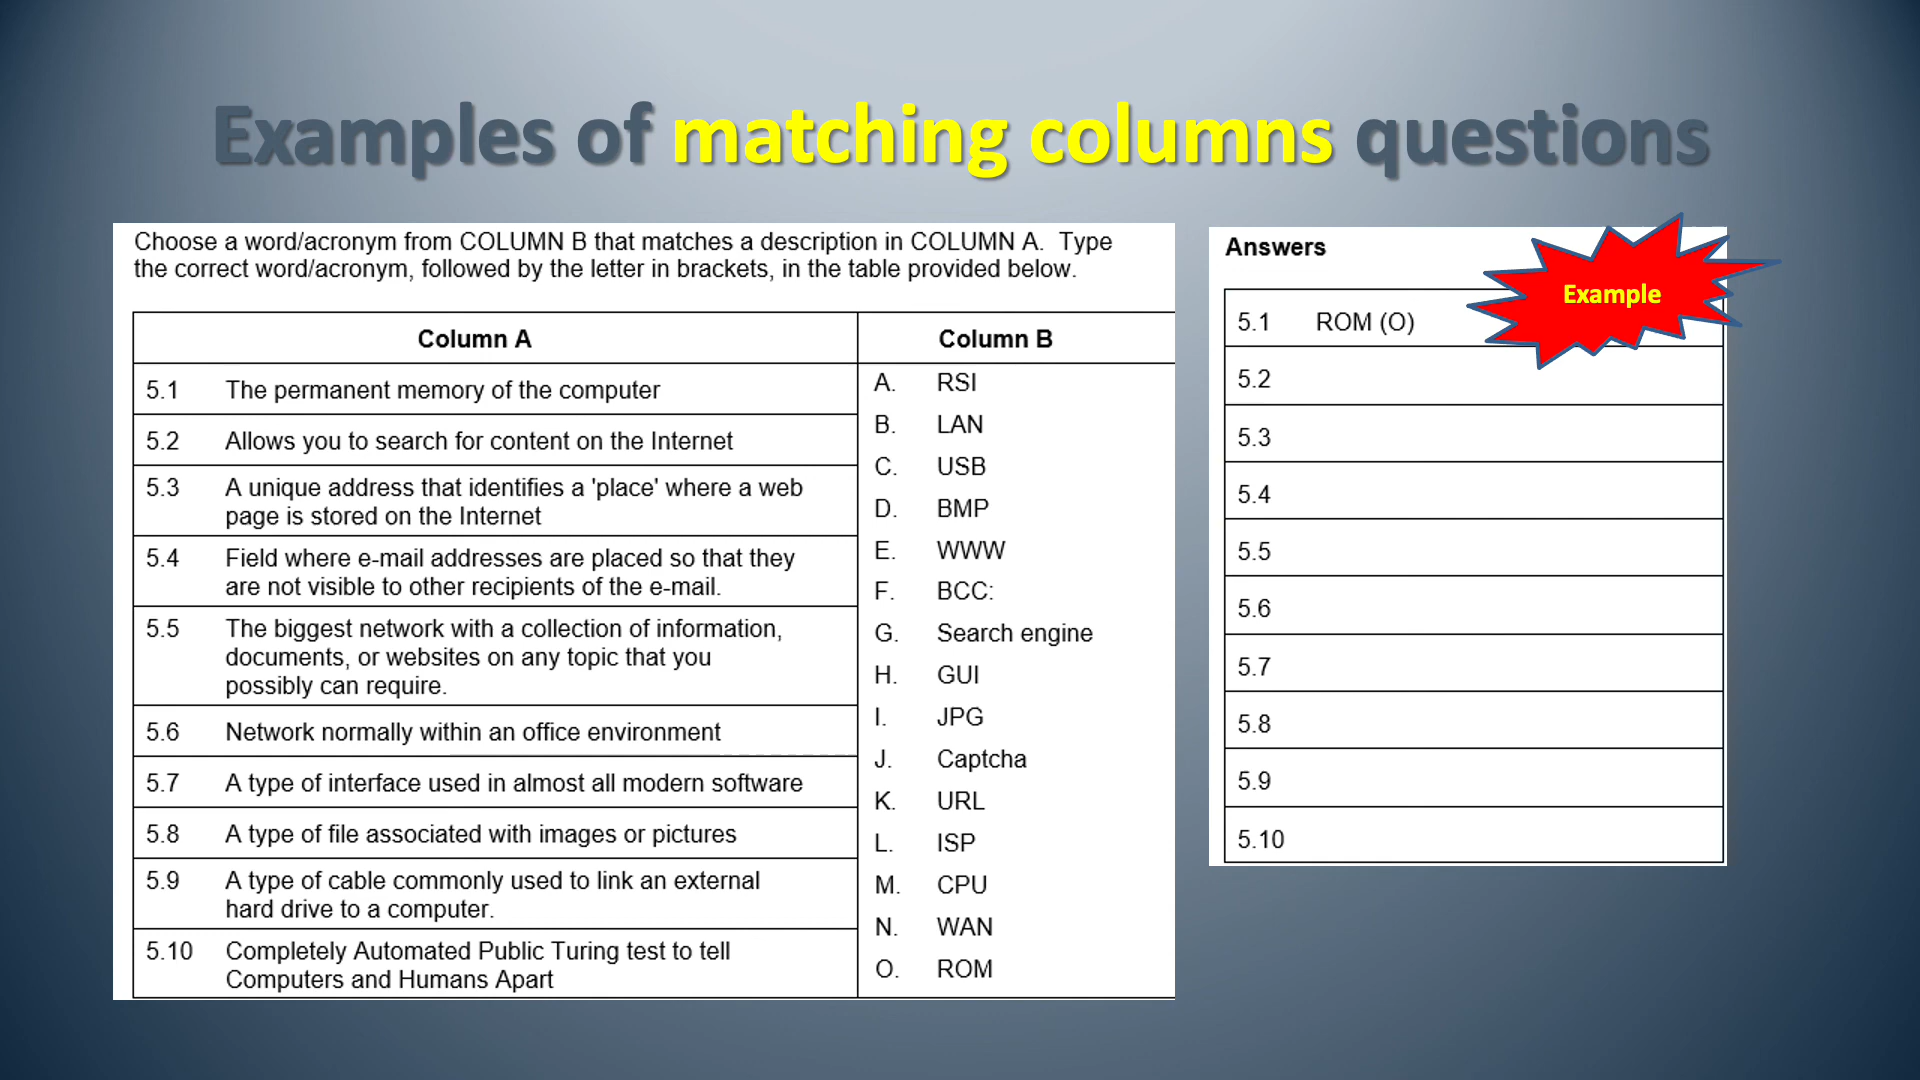 Examples of matching columns questions
Choose a word/acronym from COLUMN B that matches a description in COLUMN A. Type
the correct word/acronym, followed by the letter in brackets, in the table provided below.
Column A
5.1 The permanent memory of the computer
5.2 Allows you to search for content on the Internet
5.3 A unique address that identifies a 'place' where a web
page is stored on the Internet
5.4 Field where e-mail addresses are placed so that they
are not visible to other recipients of the e-mail.
5.5 The biggest network with a collection of information,
documents, or websites on any topic that you
possibly can require.
5.6 Network normally within an office environment
5.7 A type of interface used in almost all modern software
5.8 A type of file associated with images or pictures
5.9 A type of cable commonly used to link an external
hard drive to a computer.
5.10 Completely Automated Public Turing test to tell
Computers and Humans Apart
Column B
A. RSI
B. LAN
C. USB
D. BMP
E. WWW
F. BCC:
G. Search engine
H. GUI
I. JPG
J. Captcha
K. URL
L. ISP
M. CPU
N. WAN
O. ROM
Answers
Example
5.1 ROM (O)
5.2
5.3
5.4
5.5
5.6
5.7
5.8
5.9
5.10